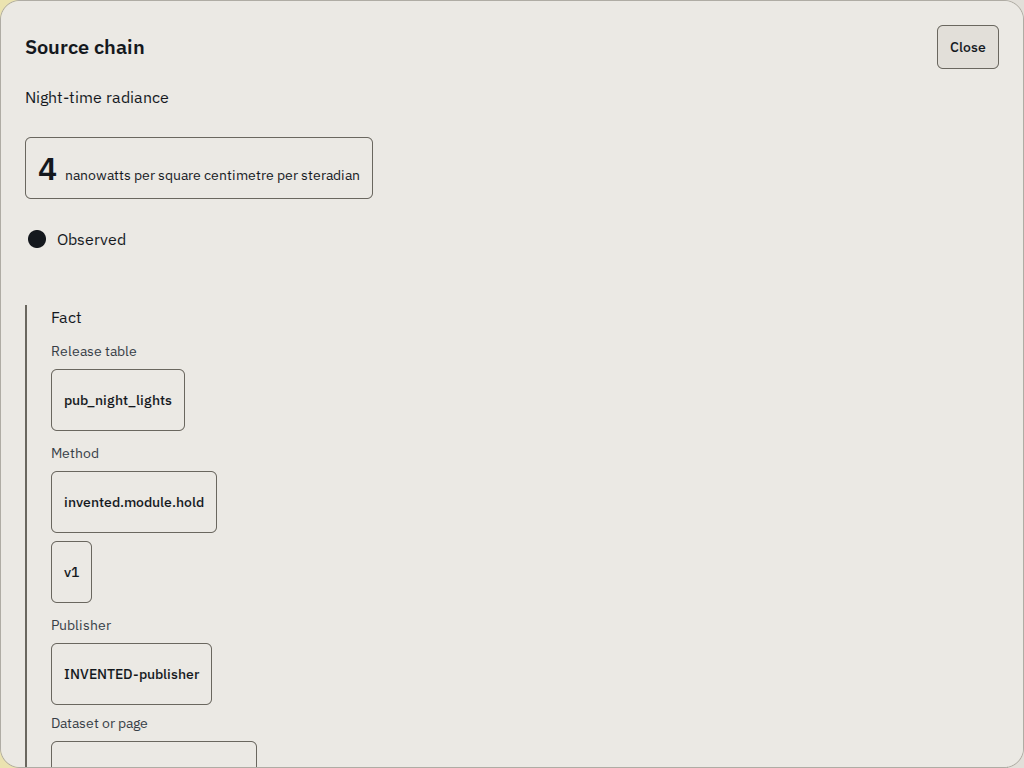 Source chain
Close
Night-time radiance
4 nanowatts per square centimetre per steradian
Observed
Fact
Release table
pub_night_lights
Method
invented.module.hold
v1
Publisher
INVENTED-publisher
Dataset or page